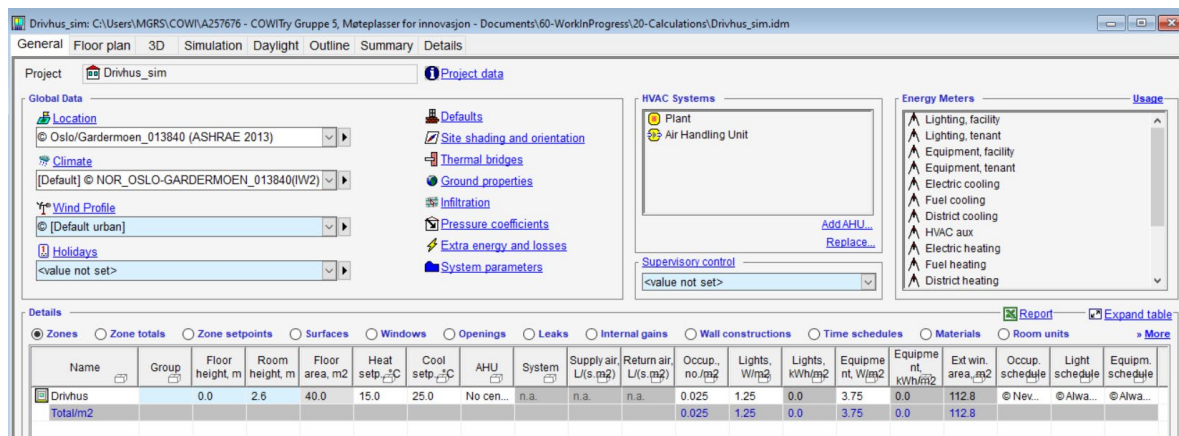 Drivhus_sim: C:\Users\MGRS\COWI\A257676 - COWITry Gruppe 5, Møteplasser for innovasjon - Documents\60-WorkInProgress\20-Calculations\Drivhus_sim.idm
General Floor plan 3D Simulation Daylight Outline Summary Details
Project Drivhus_sim Project data
Global Data
Location
© Oslo/Gardermoen_013840 (ASHRAE 2013)
Climate
[Default] © NOR_OSLO-GARDERMOEN_013840(IW2)
Wind Profile
© [Default urban]
Holidays
<value not set>
Defaults
Site shading and orientation
Thermal bridges
Ground properties
Infiltration
Pressure coefficients
Extra energy and losses
System parameters
HVAC Systems
Plant
Air Handling Unit
Add AHU...
Replace...
Supervisory control
<value not set>
Energy Meters Usage
Lighting, facility
Lighting, tenant
Equipment, facility
Equipment, tenant
Electric cooling
Fuel cooling
District cooling
HVAC aux
Electric heating
Fuel heating
District heating
Details Report Expand table
Zones Zone totals Zone setpoints Surfaces Windows Openings Leaks Internal gains Wall constructions Time schedules Materials Room units » More
Name Group Floor height, m Room height, m Floor area, m2 Heat setp., °C Cool setp., °C AHU System Supply air, L/(s.m2) Return air, L/(s.m2) Occup., no./m2 Lights, W/m2 Lights, kWh/m2 Equipme nt, W/m2 Equipme nt, kWh/m2 Ext win. area, m2 Occup. schedule Light schedule Equipm. schedule
Drivhus 0.0 2.6 40.0 15.0 25.0 No cen... n.a. n.a. n.a. 0.025 1.25 0.0 3.75 0.0 112.8 © Nev... © Alwa... © Alwa...
Total/m2 0.025 1.25 0.0 3.75 0.0 112.8